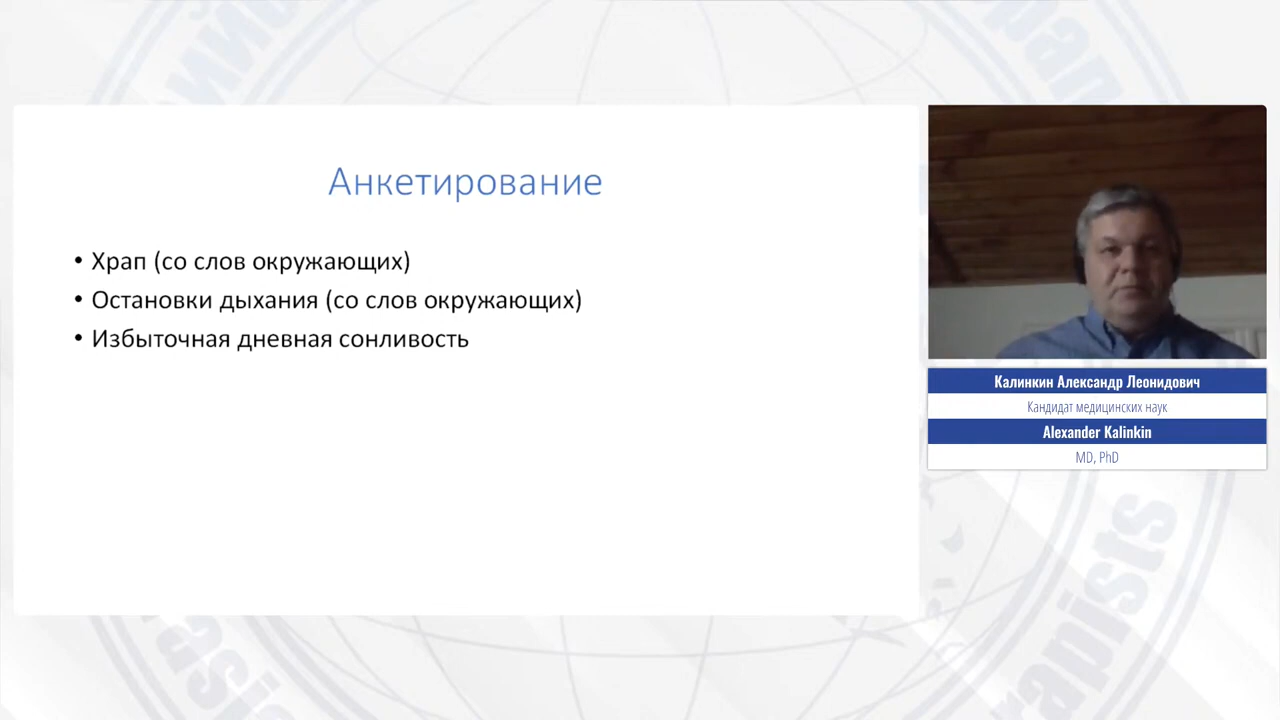 Анкетирование
• Храп (со слов окружающих)
• Остановки дыхания (со слов окружающих)
• Избыточная дневная сонливость
Калинкин Александр Леонидович
Кандидат медицинских наук
Alexander Kalinkin
MD, PhD